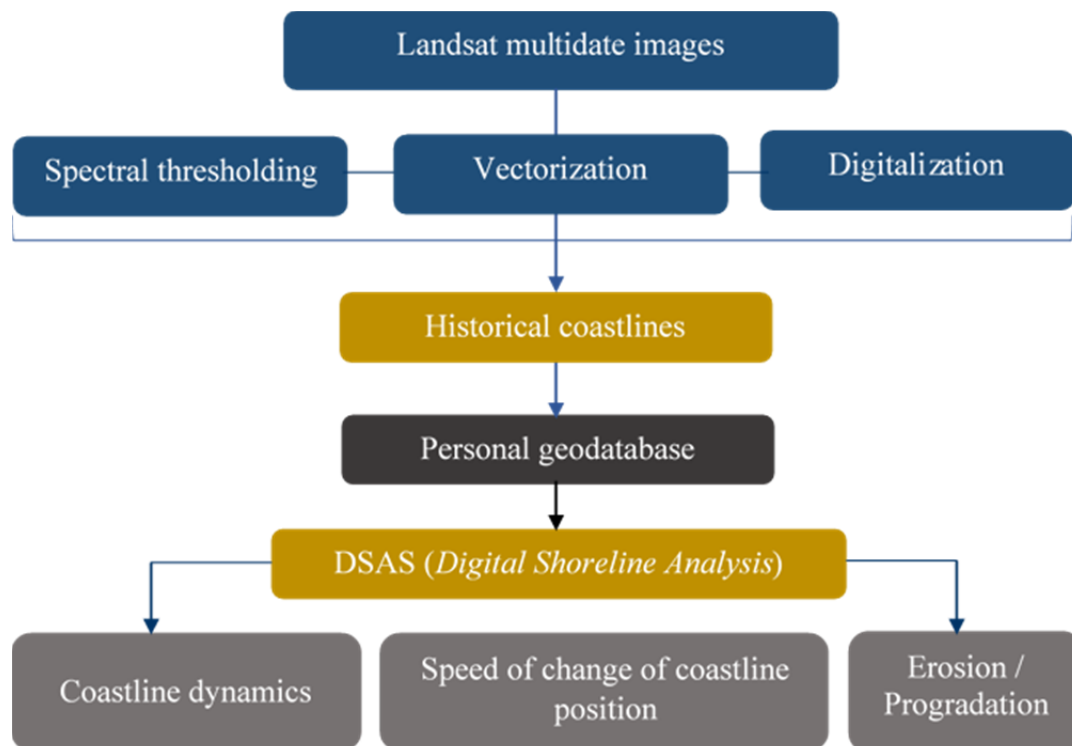 Landsat multidate images
Spectral thresholding
Vectorization
Digitalization
Historical coastlines
Personal geodatabase
DSAS (Digital Shoreline Analysis)
Coastline dynamics
Speed of change of coastline
position
Erosion /
Progradation